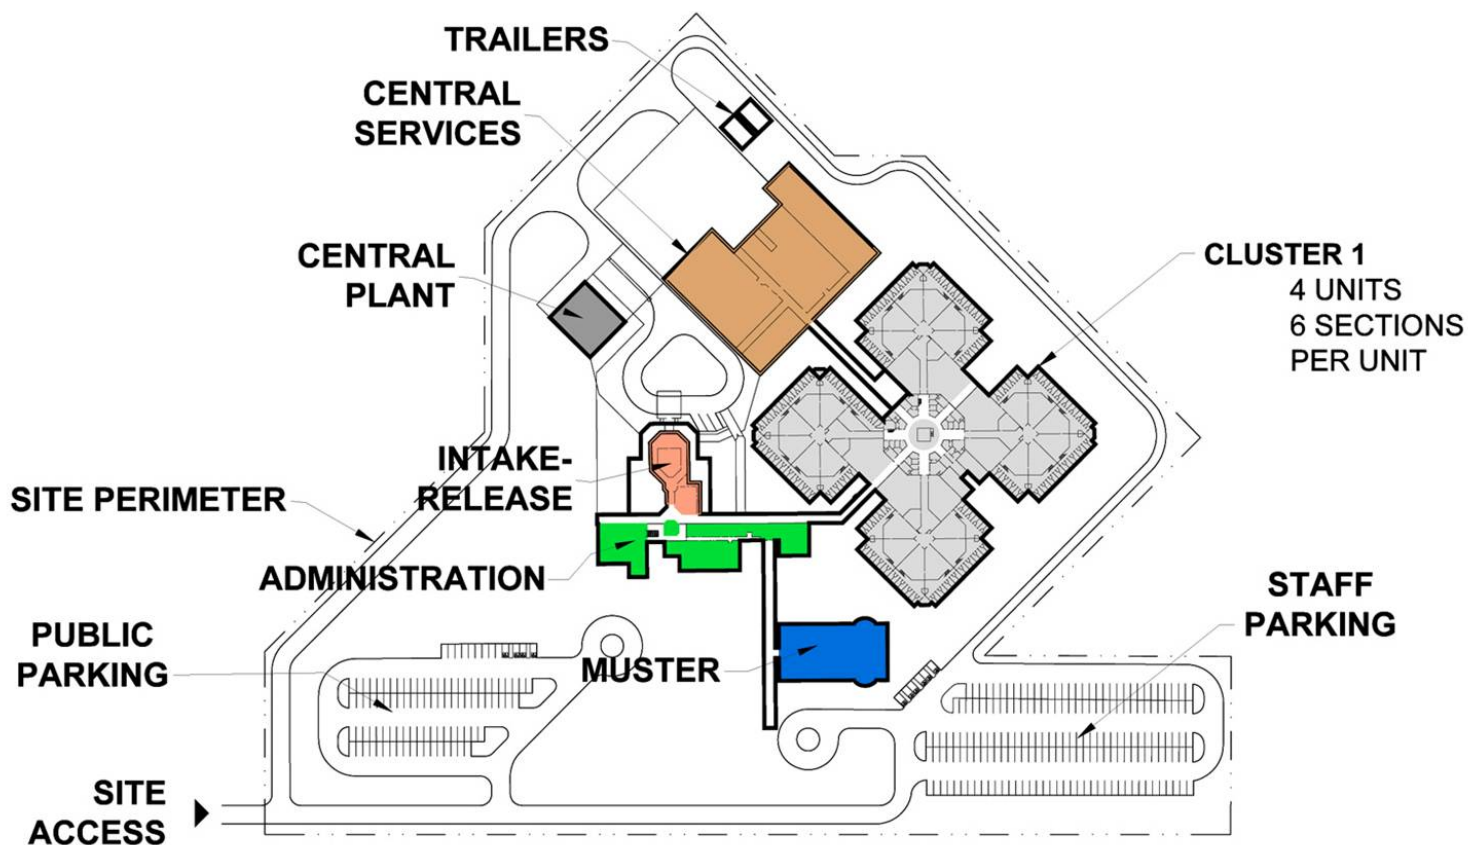 TRAILERS
CENTRAL
SERVICES
CENTRAL
PLANT
CLUSTER 1
4 UNITS
6 SECTIONS
PER UNIT
INTAKE-
RELEASE
SITE PERIMETER
ADMINISTRATION
STAFF
PARKING
PUBLIC
PARKING
MUSTER
SITE
ACCESS